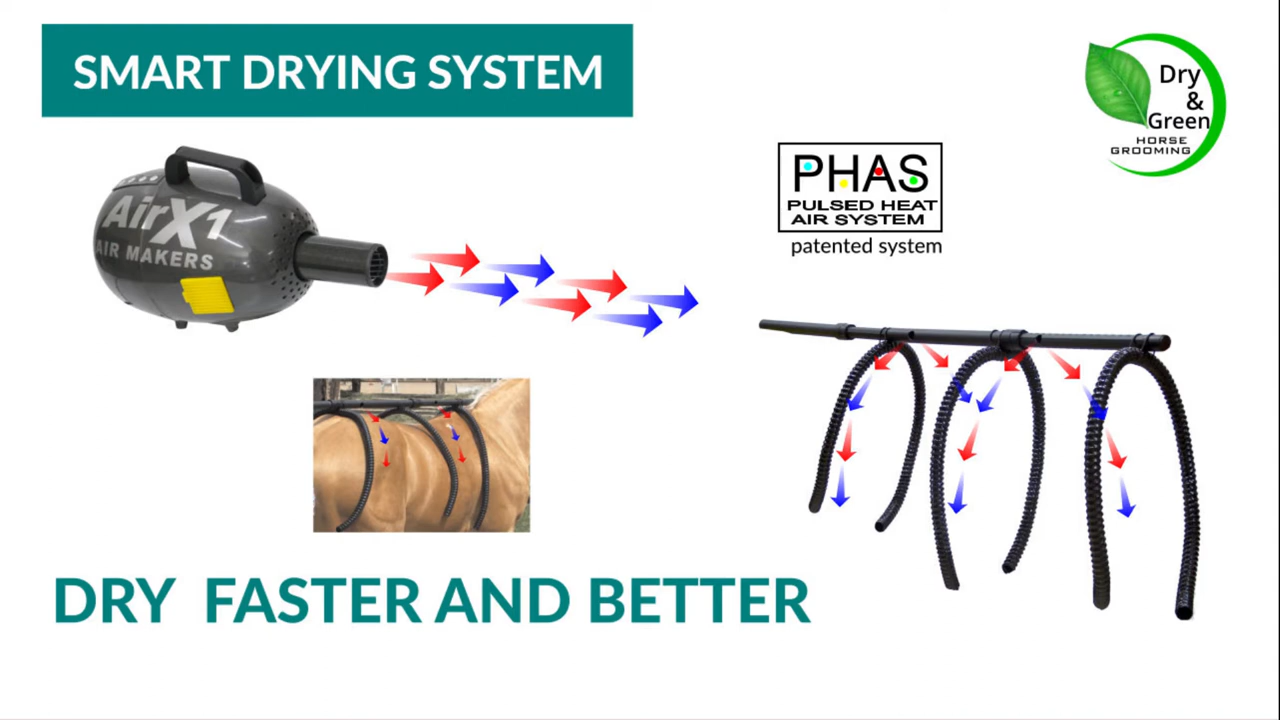 SMART DRYING SYSTEM
Dry
&
Green
HORSE
GROOMING
PHAS
PULSED HEAT
AIR SYSTEM
patented system
AirX1
AIR MAKERS
DRY FASTER AND BETTER